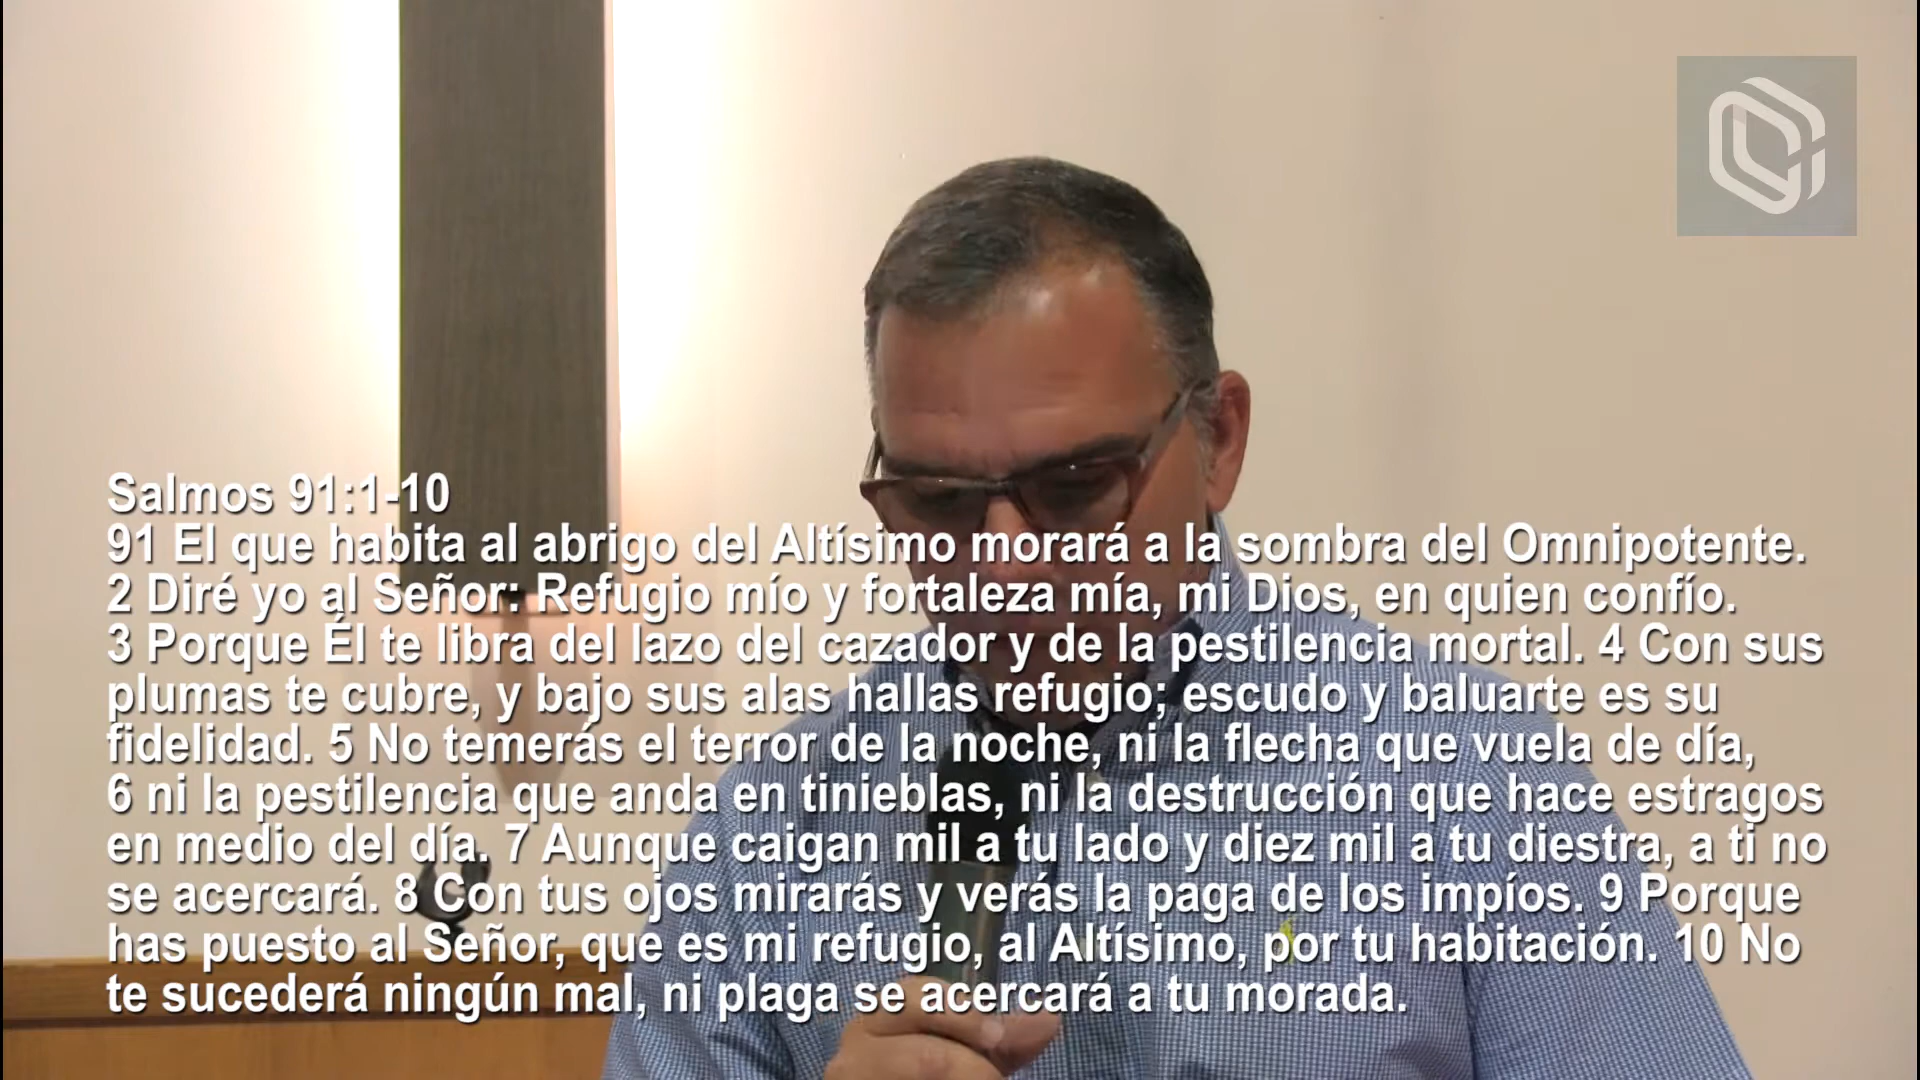 Salmos 91:1-10
91 El que habita al abrigo del Altísimo morará a la sombra del Omnipotente.
2 Diré yo al Señor: Refugio mío y fortaleza mía, mi Dios, en quien confío.
3 Porque Él te libra del lazo del cazador y de la pestilencia mortal. 4 Con sus
plumas te cubre, y bajo sus alas hallas refugio; escudo y baluarte es su
fidelidad. 5 No temerás el terror de la noche, ni la flecha que vuela de día,
6 ni la pestilencia que anda en tinieblas, ni la destrucción que hace estragos
en medio del día. 7 Aunque caigan mil a tu lado y diez mil a tu diestra, a ti no
se acercará. 8 Con tus ojos mirarás y verás la paga de los impíos. 9 Porque
has puesto al Señor, que es mi refugio, al Altísimo, por tu habitación. 10 No
te sucederá ningún mal, ni plaga se acercará a tu morada.